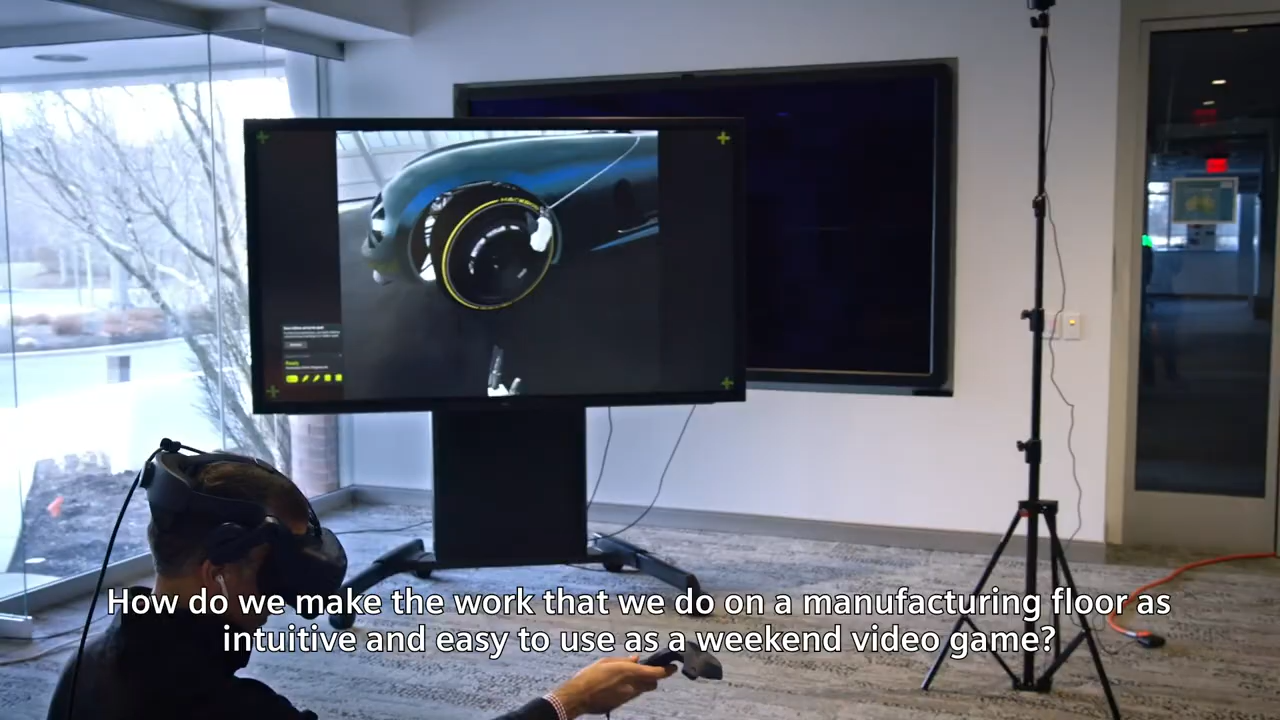 How do we make the work that we do on a manufacturing floor as
intuitive and easy to use as a weekend video game?